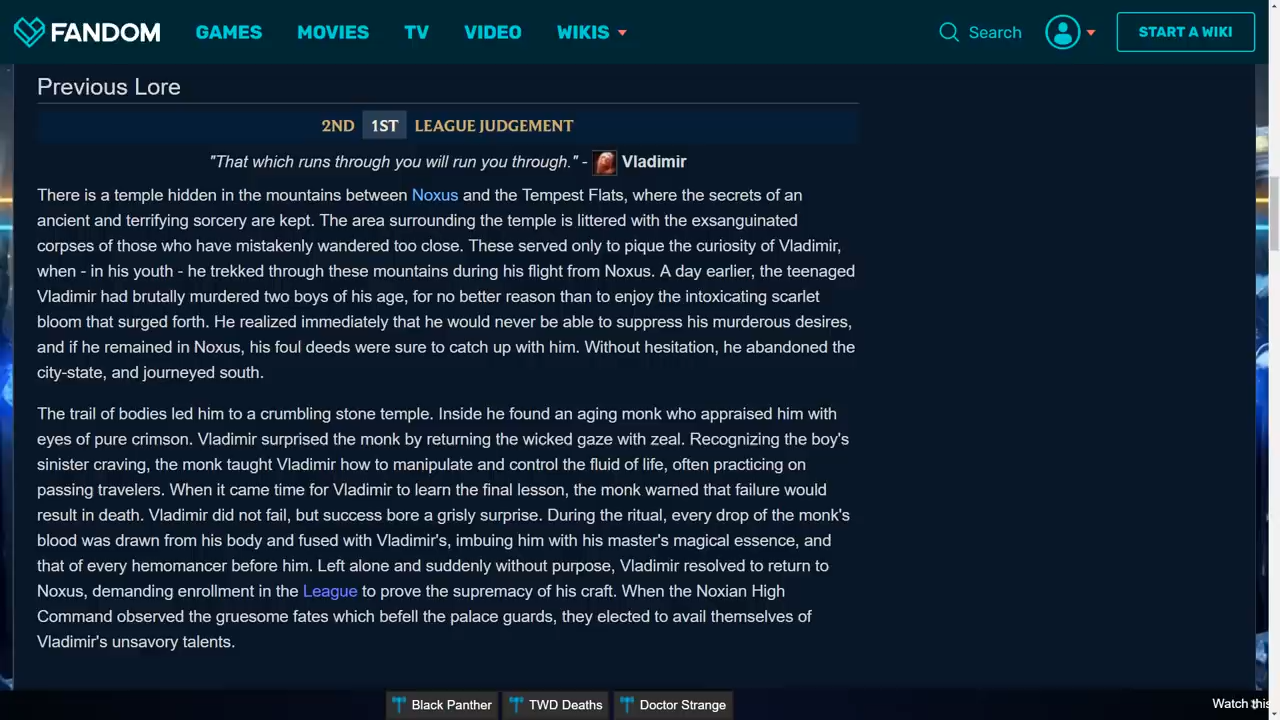 FANDOM GAMES MOVIES TV VIDEO WIKIS Search START A WIKI
Previous Lore
2ND 1ST LEAGUE JUDGEMENT
"That which runs through you will run you through." - Vladimir
There is a temple hidden in the mountains between Noxus and the Tempest Flats, where the secrets of an
ancient and terrifying sorcery are kept. The area surrounding the temple is littered with the exsanguinated
corpses of those who have mistakenly wandered too close. These served only to pique the curiosity of Vladimir,
when - in his youth - he trekked through these mountains during his flight from Noxus. A day earlier, the teenaged
Vladimir had brutally murdered two boys of his age, for no better reason than to enjoy the intoxicating scarlet
bloom that surged forth. He realized immediately that he would never be able to suppress his murderous desires,
and if he remained in Noxus, his foul deeds were sure to catch up with him. Without hesitation, he abandoned the
city-state, and journeyed south.
The trail of bodies led him to a crumbling stone temple. Inside he found an aging monk who appraised him with
eyes of pure crimson. Vladimir surprised the monk by returning the wicked gaze with zeal. Recognizing the boy's
sinister craving, the monk taught Vladimir how to manipulate and control the fluid of life, often practicing on
passing travelers. When it came time for Vladimir to learn the final lesson, the monk warned that failure would
result in death. Vladimir did not fail, but success bore a grisly surprise. During the ritual, every drop of the monk's
blood was drawn from his body and fused with Vladimir's, imbuing him with his master's magical essence, and
that of every hemomancer before him. Left alone and suddenly without purpose, Vladimir resolved to return to
Noxus, demanding enrollment in the League to prove the supremacy of his craft. When the Noxian High
Command observed the gruesome fates which befell the palace guards, they elected to avail themselves of
Vladimir's unsavory talents.
Black Panther TWD Deaths Doctor Strange Watch this